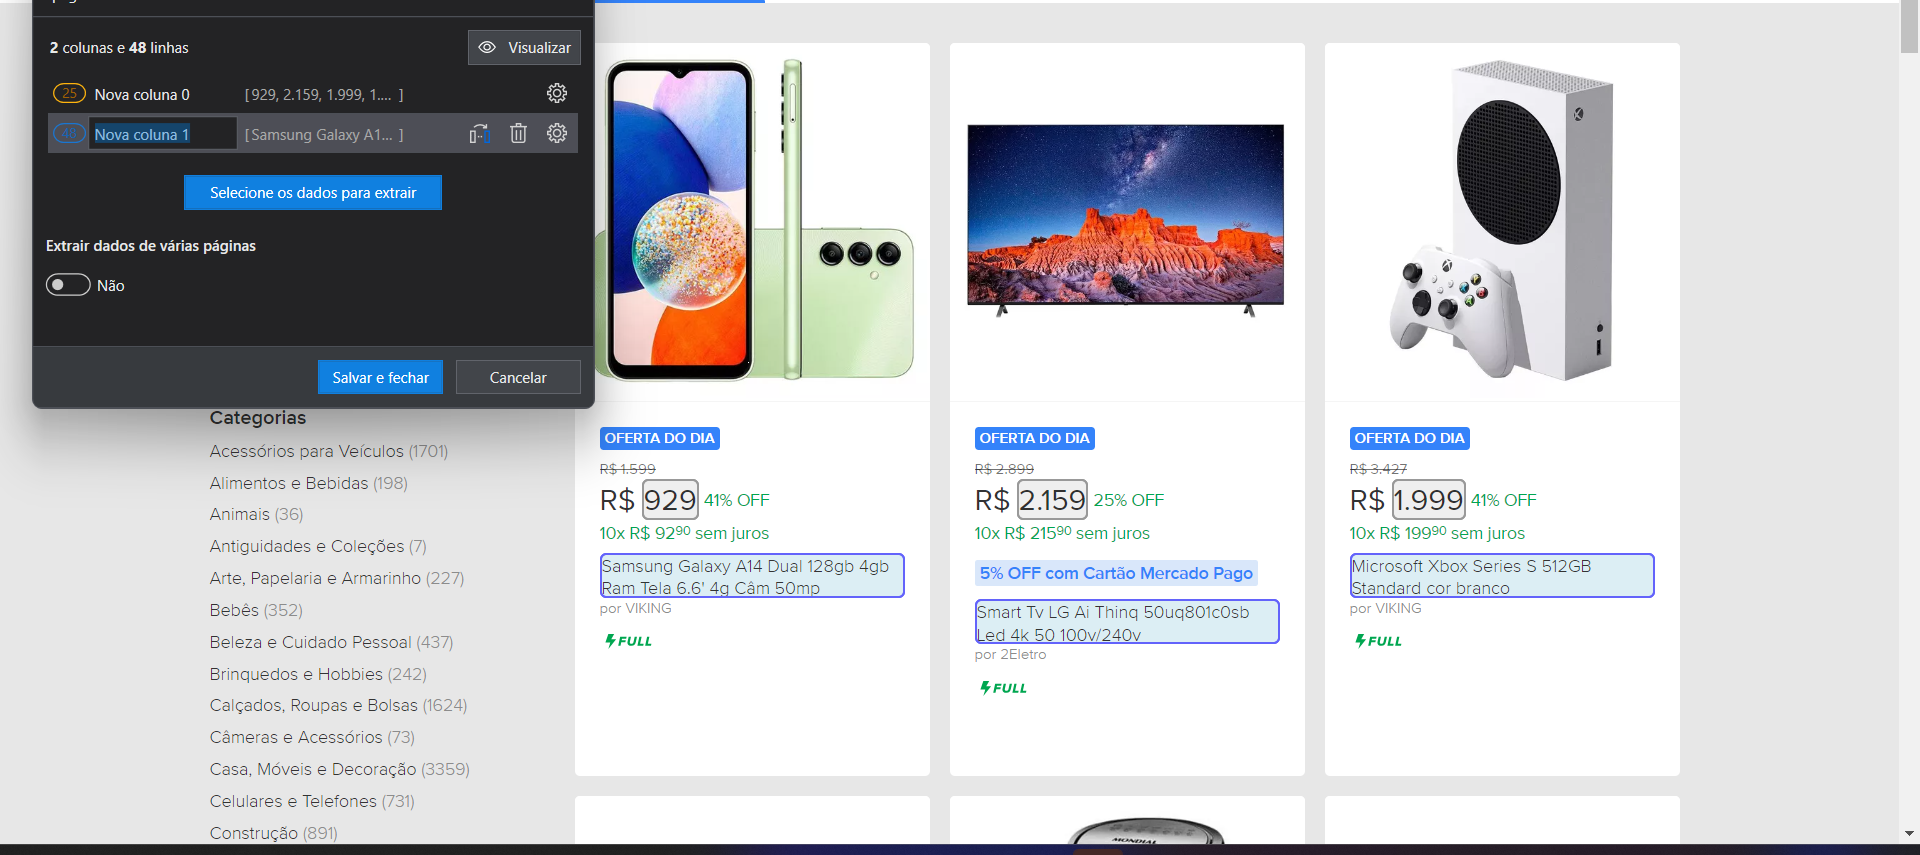 2 colunas e 48 linhas
Visualizar
25 Nova coluna 0 [ 929, 2.159, 1.999, 1.... ]
48 Nova coluna 1 [ Samsung Galaxy A1... ]
Selecione os dados para extrair
Extrair dados de várias páginas
Não
Salvar e fechar
Cancelar
Categorias
Acessórios para Veículos (1701)
Alimentos e Bebidas (198)
Animais (36)
Antiguidades e Coleções (7)
Arte, Papelaria e Armarinho (227)
Bebês (352)
Beleza e Cuidado Pessoal (437)
Brinquedos e Hobbies (242)
Calçados, Roupas e Bolsas (1624)
Câmeras e Acessórios (73)
Casa, Móveis e Decoração (3359)
Celulares e Telefones (731)
Construção (891)
OFERTA DO DIA
R$ 1.599
R$ 929 41% OFF
10x R$ 92⁹⁰ sem juros
Samsung Galaxy A14 Dual 128gb 4gb
Ram Tela 6.6' 4g Câm 50mp
por VIKING
FULL
OFERTA DO DIA
R$ 2.899
R$ 2.159 25% OFF
10x R$ 215⁹⁰ sem juros
5% OFF com Cartão Mercado Pago
Smart Tv LG Ai Thinq 50uq801c0sb
Led 4k 50 100v/240v
por 2Eletro
FULL
OFERTA DO DIA
R$ 3.427
R$ 1.999 41% OFF
10x R$ 199⁹⁰ sem juros
Microsoft Xbox Series S 512GB
Standard cor branco
por VIKING
FULL
MONDIAL